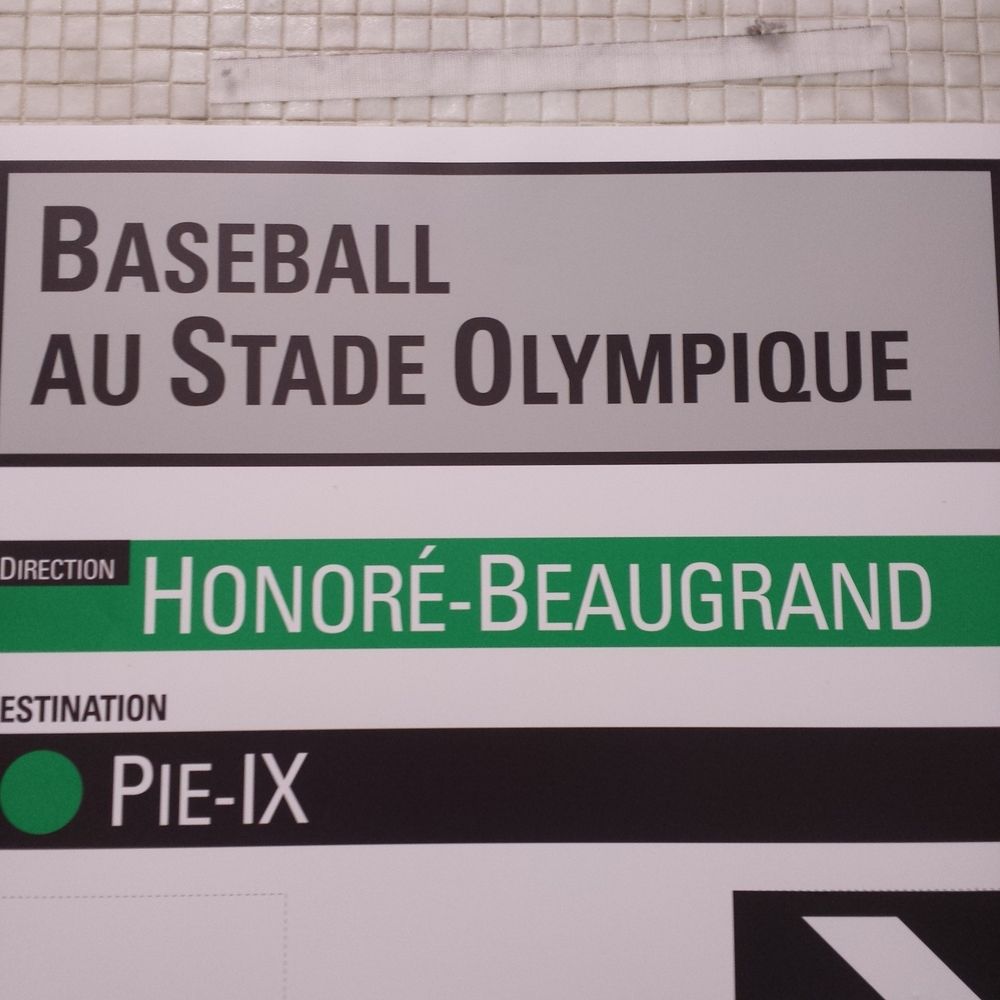 BASEBALL
AU STADE OLYMPIQUE
DIRECTION
HONORÉ-BEAUGRAND
ESTINATION
PIE-IX